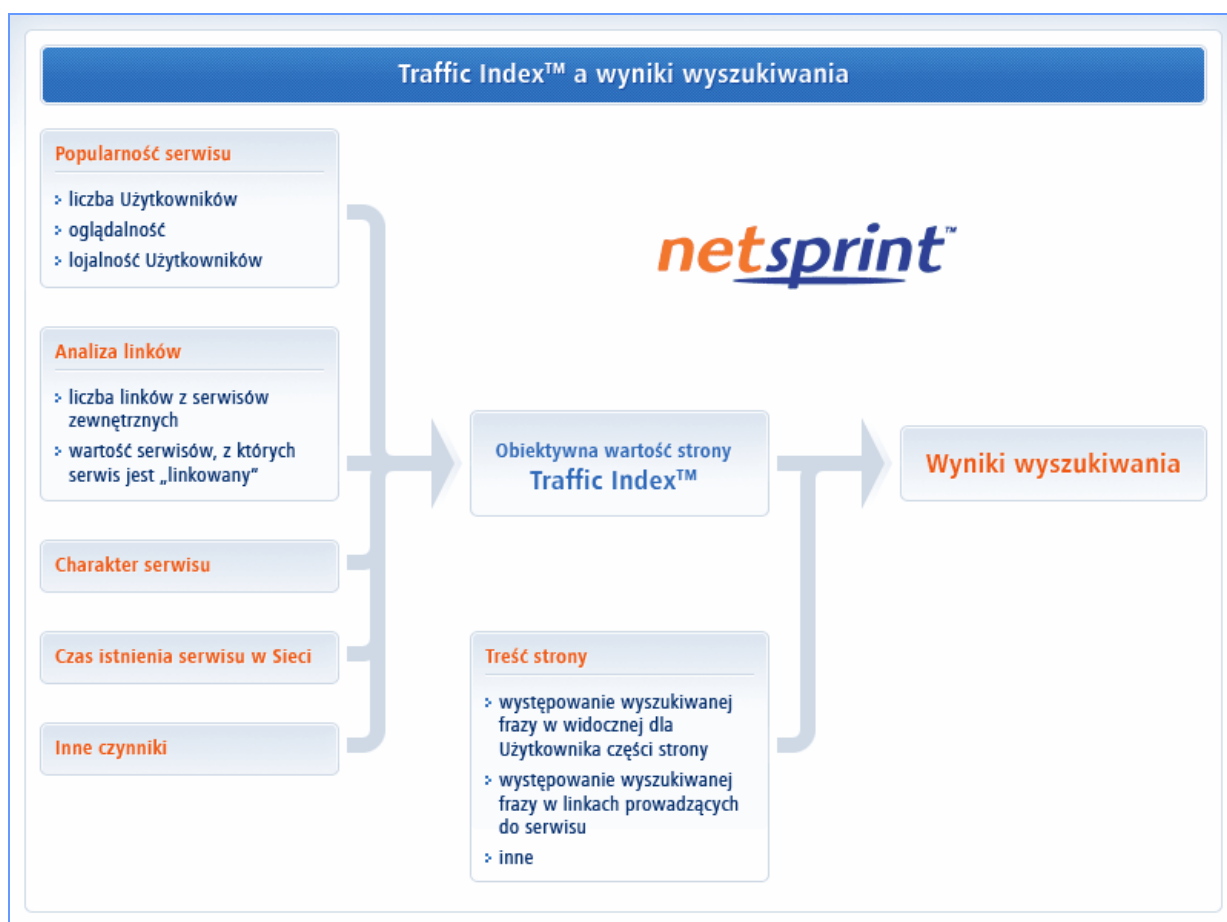 Traffic Index™ a wyniki wyszukiwania
Popularność serwisu
liczba Użytkowników
oglądalność
lojalność Użytkowników
netsprint™
Analiza linków
liczba linków z serwisów
zewnętrznych
wartość serwisów, z których
serwis jest „linkowany“
Obiektywna wartość strony
Traffic Index™
Wyniki wyszukiwania
Charakter serwisu
Czas istnienia serwisu w Sieci
Inne czynniki
Treść strony
występowanie wyszukiwanej
frazy w widocznej dla
Użytkownika części strony
występowanie wyszukiwanej
frazy w linkach prowadzących
do serwisu
inne